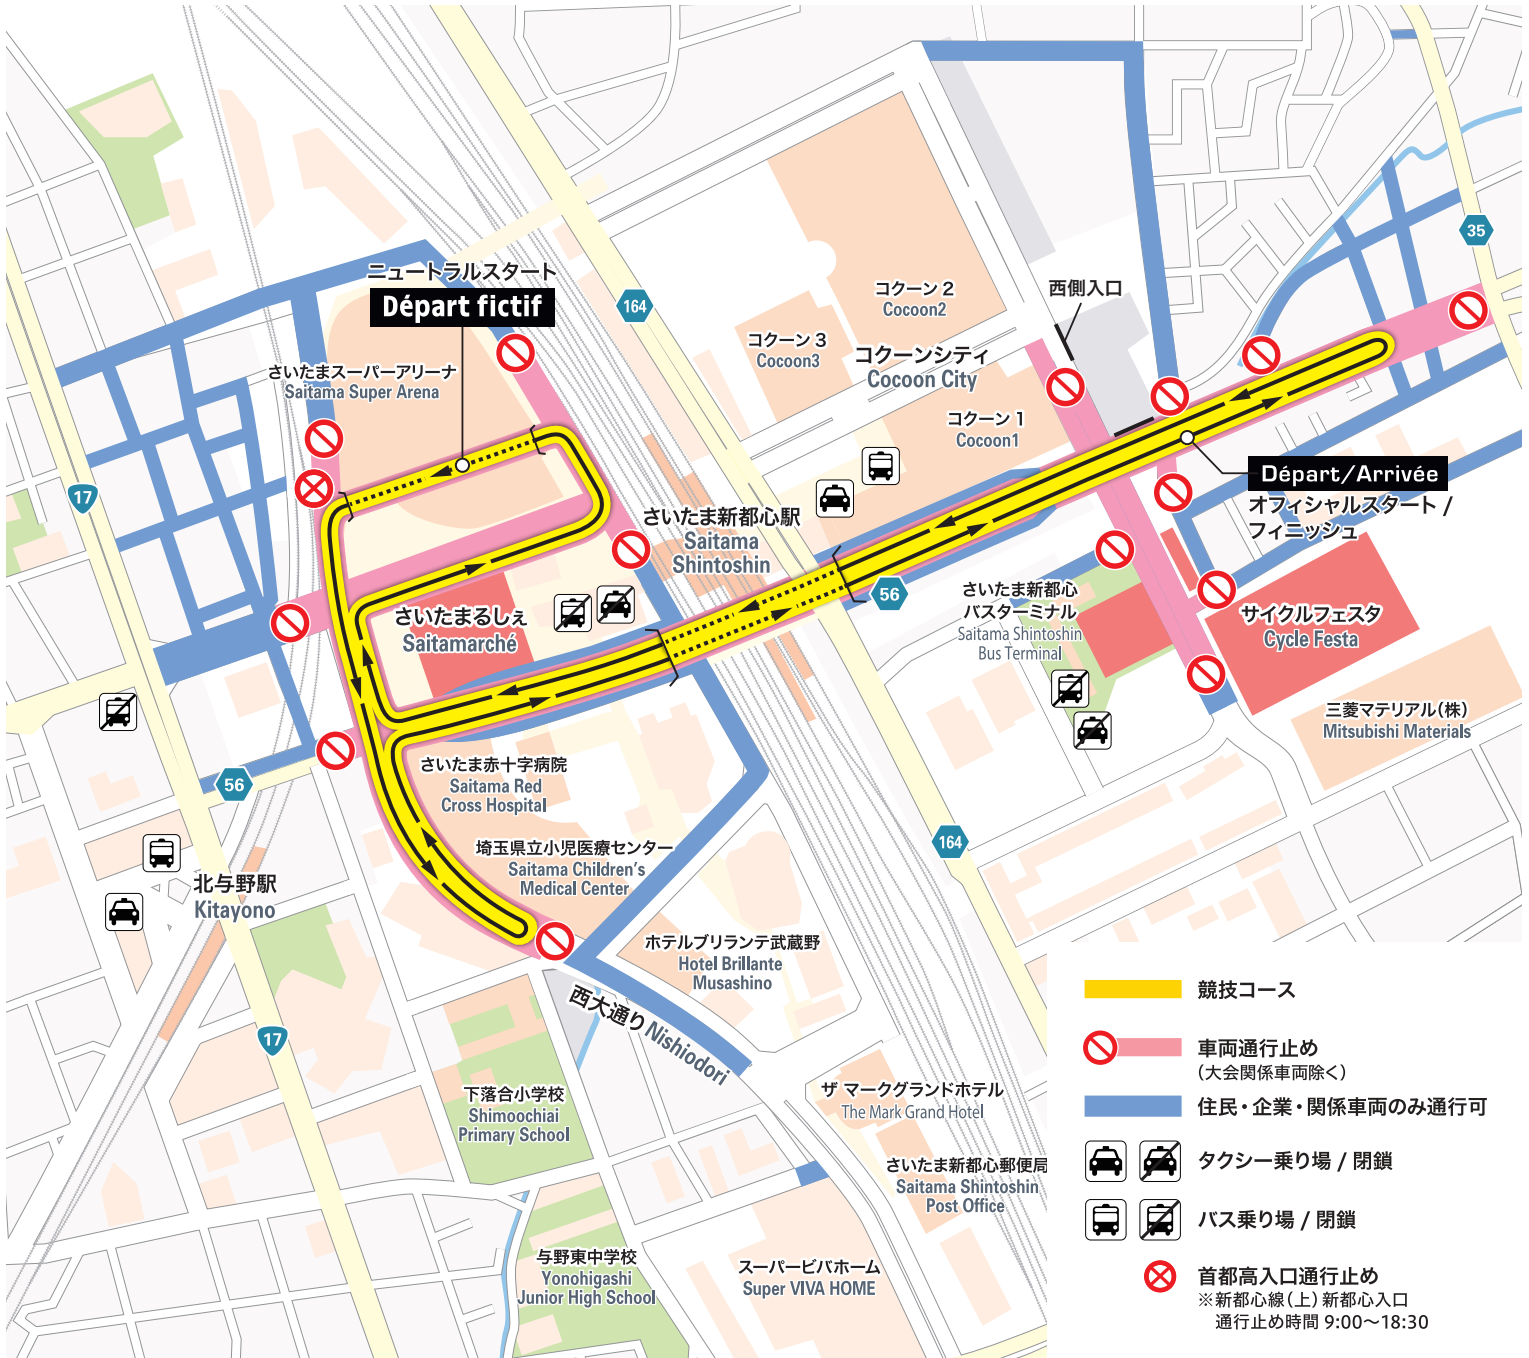 ニュートラルスタート
Départ fictif
164
35
17
さいたまスーパーアリーナ
Saitama Super Arena
コクーン 2
Cocoon2
コクーン 3
Cocoon3
コクーンシティ
Cocoon City
コクーン 1
Cocoon1
西側入口
Départ/Arrivée
オフィシャルスタート /
フィニッシュ
さいたま新都心駅
Saitama
Shintoshin
56
さいたまるしぇ
Saitamarché
さいたま新都心
バスターミナル
Saitama Shintoshin
Bus Terminal
サイクルフェスタ
Cycle Festa
三菱マテリアル(株)
Mitsubishi Materials
56
さいたま赤十字病院
Saitama Red
Cross Hospital
埼玉県立小児医療センター
Saitama Children's
Medical Center
164
北与野駅
Kitayono
ホテルブリランテ武蔵野
Hotel Brillante
Musashino
西大通り Nishiodori
17
下落合小学校
Shimoochiai
Primary School
ザ マークグランドホテル
The Mark Grand Hotel
さいたま新都心郵便局
Saitama Shintoshin
Post Office
与野東中学校
Yonohigashi
Junior High School
スーパービバホーム
Super VIVA HOME
競技コース
車両通行止め
(大会関係車両除く)
住民・企業・関係車両のみ通行可
タクシー乗り場 / 閉鎖
バス乗り場 / 閉鎖
首都高入口通行止め
※新都心線(上)新都心入口
通行止め時間 9:00〜18:30